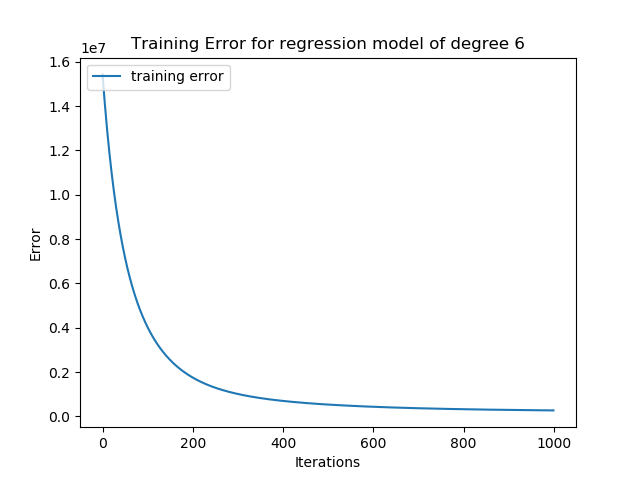 Training Error for regression model of degree 6
1e7
training error
1.6
1.4
1.2
1.0
0.8
0.6
0.4
0.2
0.0
Error
0 200 400 600 800 1000
Iterations